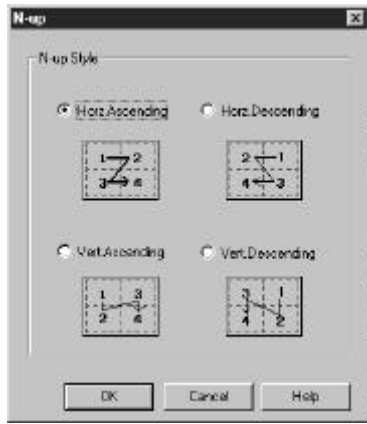 N-up
N-up Style
Horz.Ascending Horz.Descending
1 2 2 1
3 4 4 3
Vert.Ascending Vert.Descending
1 3 3 1
2 4 4 2
OK Cancel Help